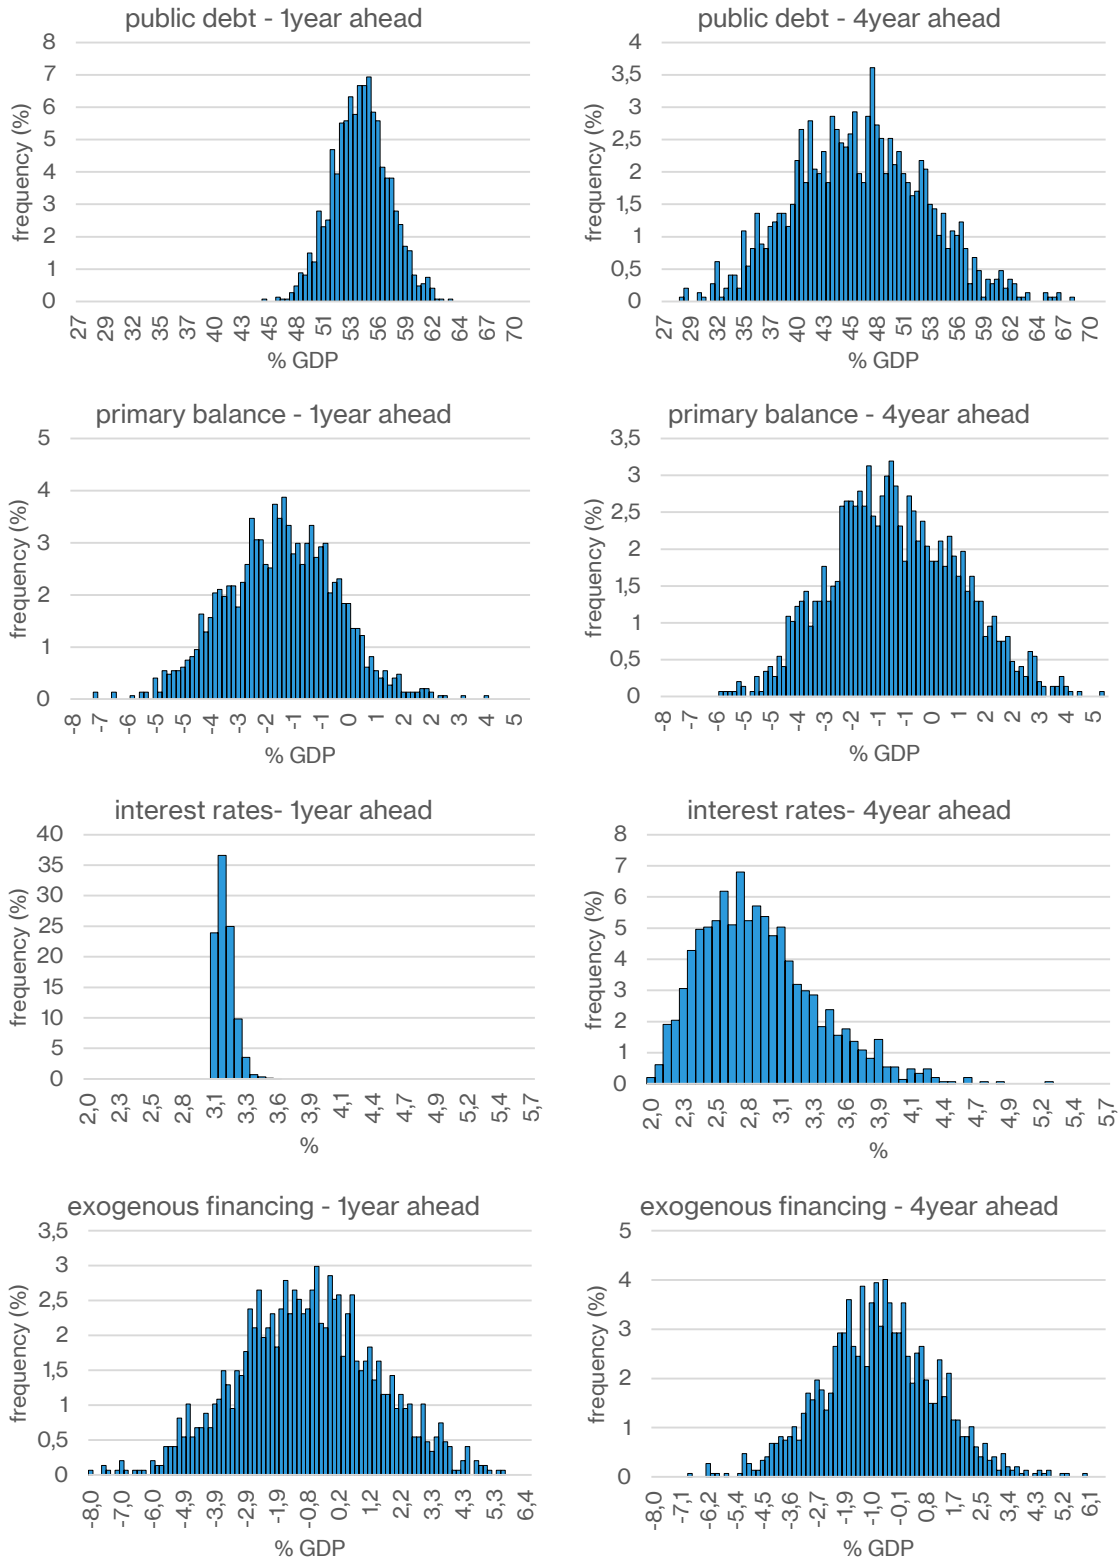 public debt - 1year ahead
8
7
6
5
4
3
2
1
0
frequency (%)
27 29 32 35 37 40 43 45 48 51 53 56 59 62 64 67 70
% GDP
public debt - 4year ahead
4
3,5
3
2,5
2
1,5
1
0,5
0
frequency (%)
27 29 32 35 37 40 43 45 48 51 53 56 59 62 64 67 70
% GDP
primary balance - 1year ahead
5
4
3
2
1
0
frequency (%)
-8 -7 -6 -5 -4 -3 -2 -2 -1 -1 0 1 2 2 3 4 5
% GDP
primary balance - 4year ahead
3,5
3
2,5
2
1,5
1
0,5
0
frequency (%)
-8 -7 -6 -5 -4 -4 -3 -2 -1 -1 0 1 2 2 3 4 5
% GDP
interest rates- 1year ahead
40
35
30
25
20
15
10
5
0
frequency (%)
2,0 2,3 2,5 2,8 3,1 3,3 3,6 3,9 4,1 4,4 4,7 4,9 5,2 5,4 5,7
%
interest rates- 4year ahead
8
7
6
5
4
3
2
1
0
frequency (%)
2,0 2,3 2,5 2,8 3,1 3,3 3,6 3,9 4,1 4,4 4,7 4,9 5,2 5,4 5,7
%
exogenous financing - 1year ahead
3,5
3
2,5
2
1,5
1
0,5
0
frequency (%)
-8,0 -7,0 -6,0 -4,9 -3,9 -2,9 -1,9 -0,8 0,2 1,2 2,3 3,3 4,3 5,3 6,4
% GDP
exogenous financing - 4year ahead
5
4
3
2
1
0
frequency (%)
-8,0 -7,1 -6,2 -5,4 -4,5 -3,6 -2,7 -1,9 -1,0 -0,1 0,8 1,7 2,5 3,4 4,3 5,2 6,1
% GDP